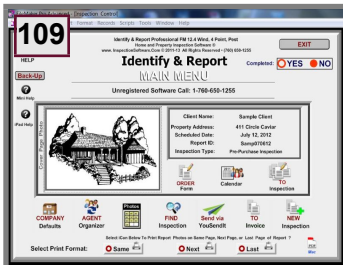 109
Format Records Scripts Tools Window Help
Identify & Report Professional FM 12.4 Wind, 4 Point, Pest
Home and Property Inspection Software ©
www.InspectionSoftware.Com © 2011-13 All Rights Reserved - (760) 650-1255
EXIT
HELP
Identify & Report
Completed: YES NO
Back-Up
MAIN MENU
Mini Help
Unregistered Software Call: 1-760-650-1255
iPad Help
Cover Page Photo
Client Name: Sample Client
Property Address: 411 Circle Caviar
Scheduled Date: July 12, 2012
Report ID: Samp070612
Inspection Type: Pre-Purchase Inspection
ORDER Form
Calendar
TO Inspection
Photos
COMPANY Defaults
AGENT Organizer
FIND Inspection
Send via YouSendIt
TO Invoice
NEW Inspection
Select Icon Below To Print Report Photos on Same Page, Next Page, or Last Page of Report ?
Select Print Format: Same Next Last